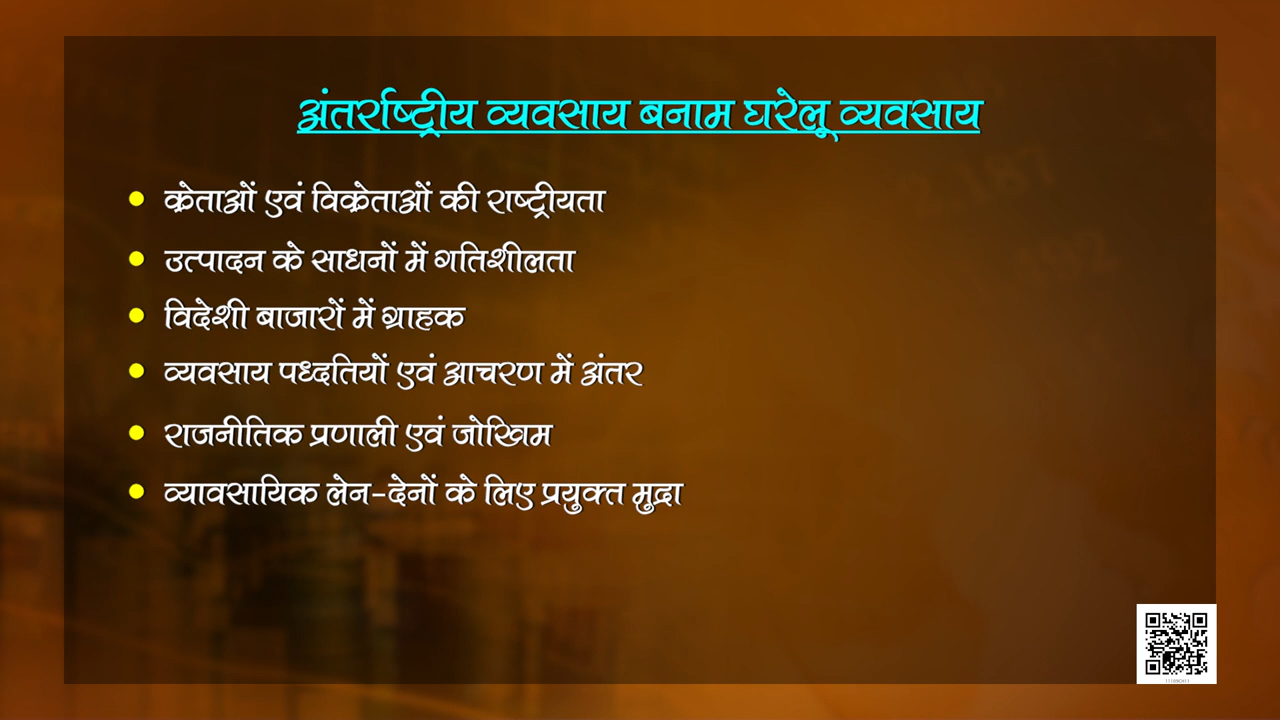 अंतर्राष्ट्रीय व्यवसाय बनाम घरेलू व्यवसाय
क्रेताओं एवं विक्रेताओं की राष्ट्रीयता
उत्पादन के साधनों में गतिशीलता
विदेशी बाजारों में ग्राहक
व्यवसाय पध्दतियों एवं आचरण में अंतर
राजनीतिक प्रणाली एवं जोखिम
व्यावसायिक लेन-देनों के लिए प्रयुक्त मुद्रा